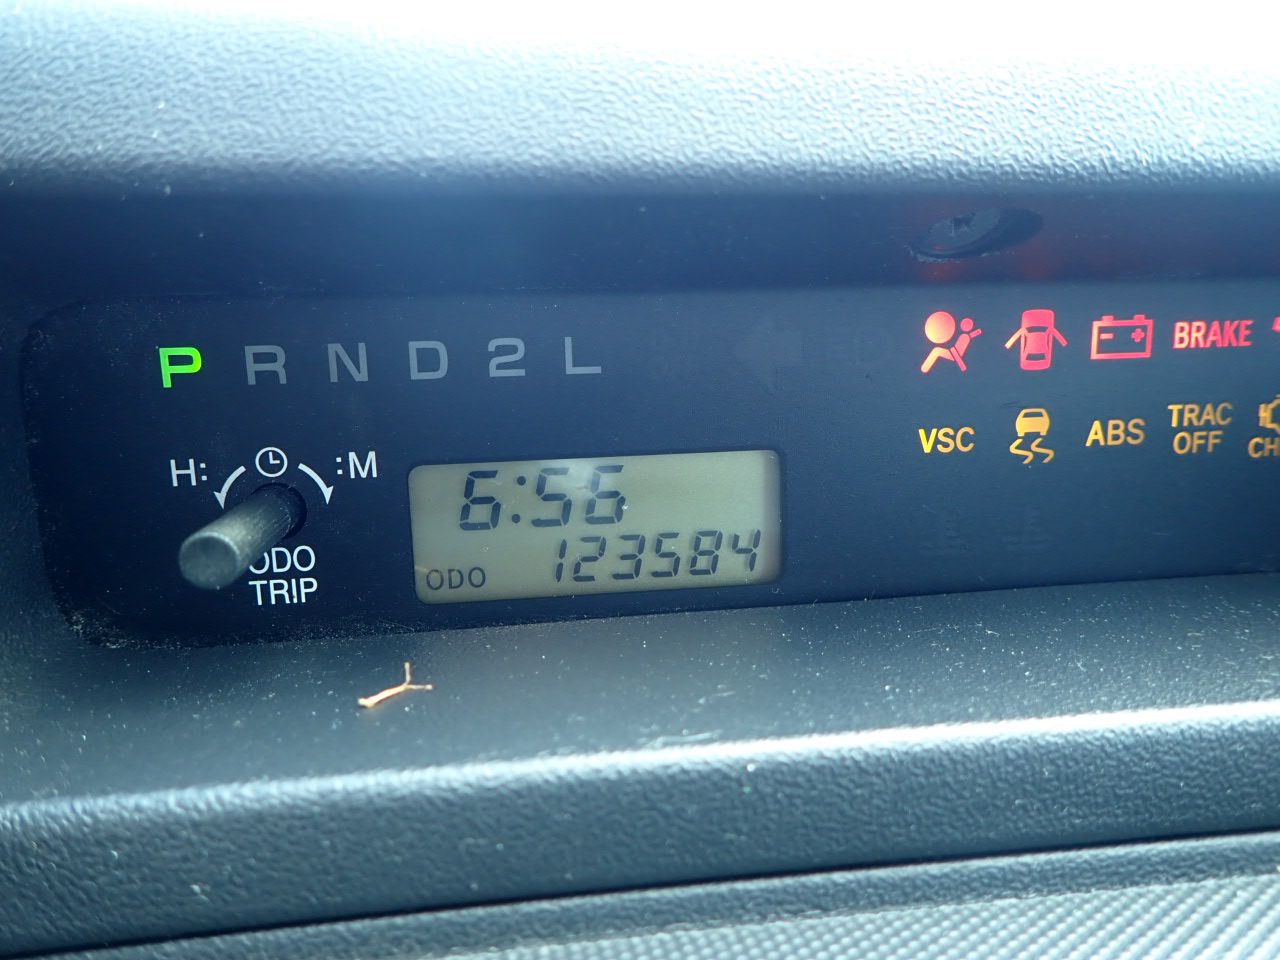 P R N D 2 L
BRAKE
VSC
ABS
TRAC
OFF
H:
:M
6:56
ODO
123584
ODO
TRIP